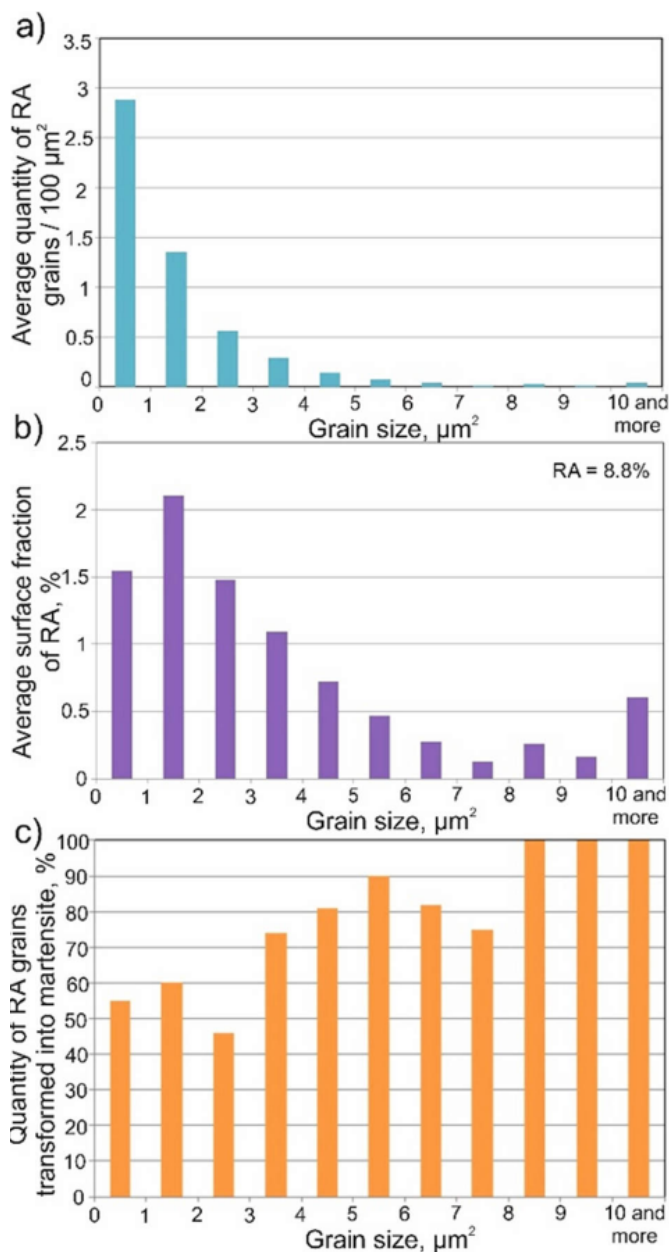 a)
Average quantity of RA
grains / 100 µm²
3.5
3
2.5
2
1.5
1
0.5
0
0 1 2 3 4 5 6 7 8 9 10 and
more
Grain size, µm²
b)
Average surface fraction
of RA, %
2.5
2
1.5
1
0.5
0
RA = 8.8%
0 1 2 3 4 5 6 7 8 9 10 and
more
Grain size, µm²
c)
Quantity of RA grains
transformed into martensite, %
100
90
80
70
60
50
40
30
20
10
0
0 1 2 3 4 5 6 7 8 9 10 and
more
Grain size, µm²